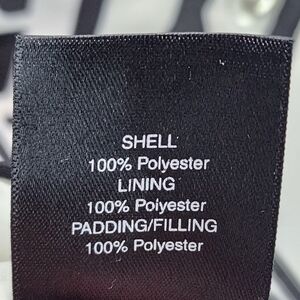 SHELL
100% Polyester
LINING
100% Polyester
PADDING/FILLING
100% Polyester